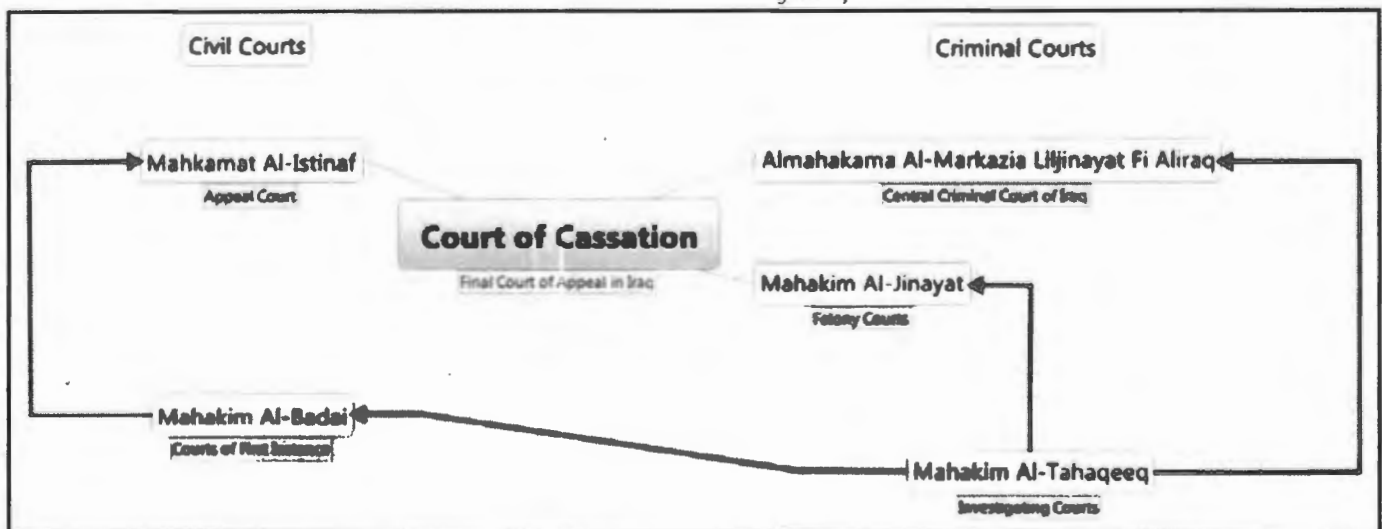 Civil Courts
Criminal Courts
Mahkamat Al-Istinaf
Appeal Court
Almahakama Al-Markazia Liljinayat Fi Aliraq
Central Criminal Court of Iraq
Court of Cassation
Final Court of Appeal in Iraq
Mahakim Al-Jinayat
Felony Courts
Mahakim Al-Badai
Courts of First Instance
Mahakim Al-Tahaqeeq
Investigating Courts